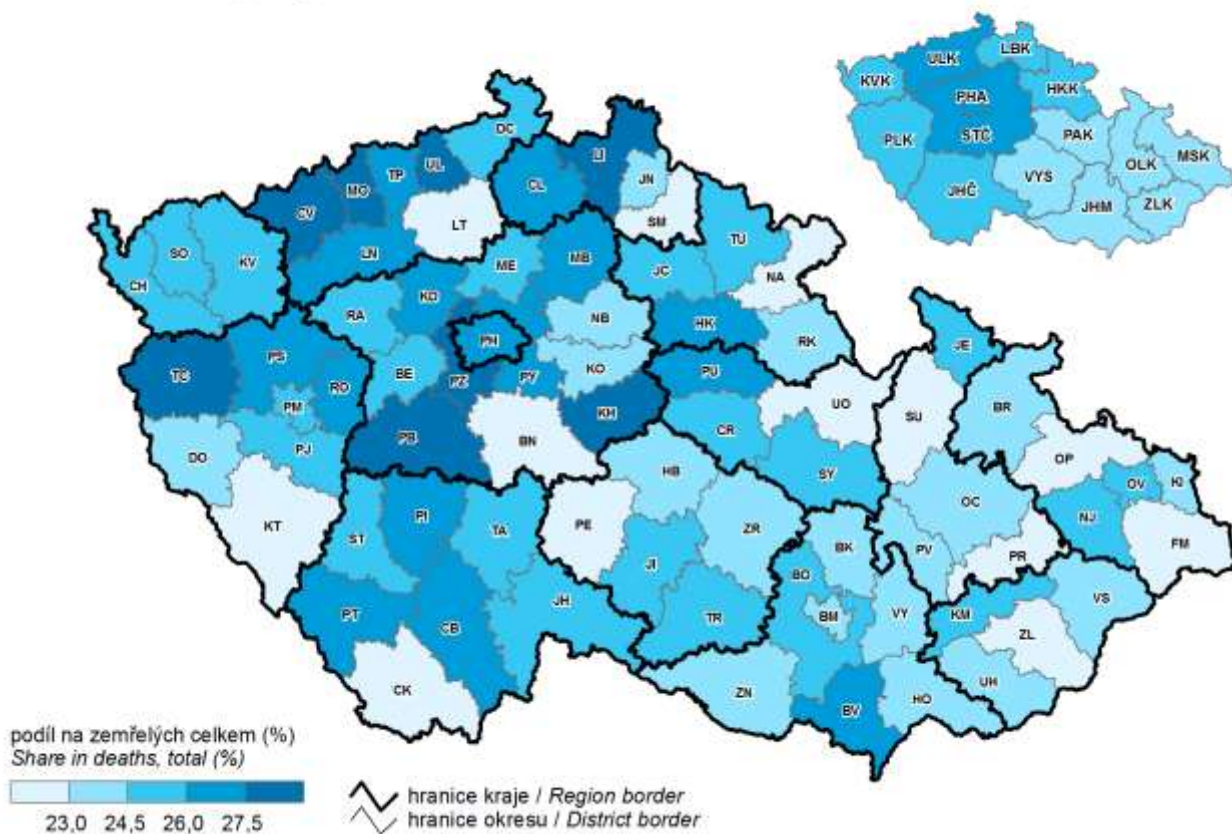 LBK
ULK
KVK
HKK
PHA
STČ
PLK
PAK
MSK
OLK
VYS
JHČ
ZLK
JHM
DC
LI
UL
TP
MO
CL
JN
CV
LT
SM
TU
LN
ME
MB
SO
KV
JC
NA
CH
KO
RA
NB
HK
PH
RK
JE
PS
TC
BE
PZ
PY
KO
RO
PU
PM
KH
UO
BR
SU
PB
BN
CR
DO
PJ
OP
HB
SY
OV
KI
PI
OC
NJ
KT
ST
TA
PE
ZR
BK
PV
PR
FM
JI
BO
JH
VS
PT
CB
TR
BM
VY
KM
ZL
CK
UH
ZN
HO
BV
podíl na zemřelých celkem (%)
Share in deaths, total (%)
23,0 24,5 26,0 27,5
hranice kraje / Region border
hranice okresu / District border